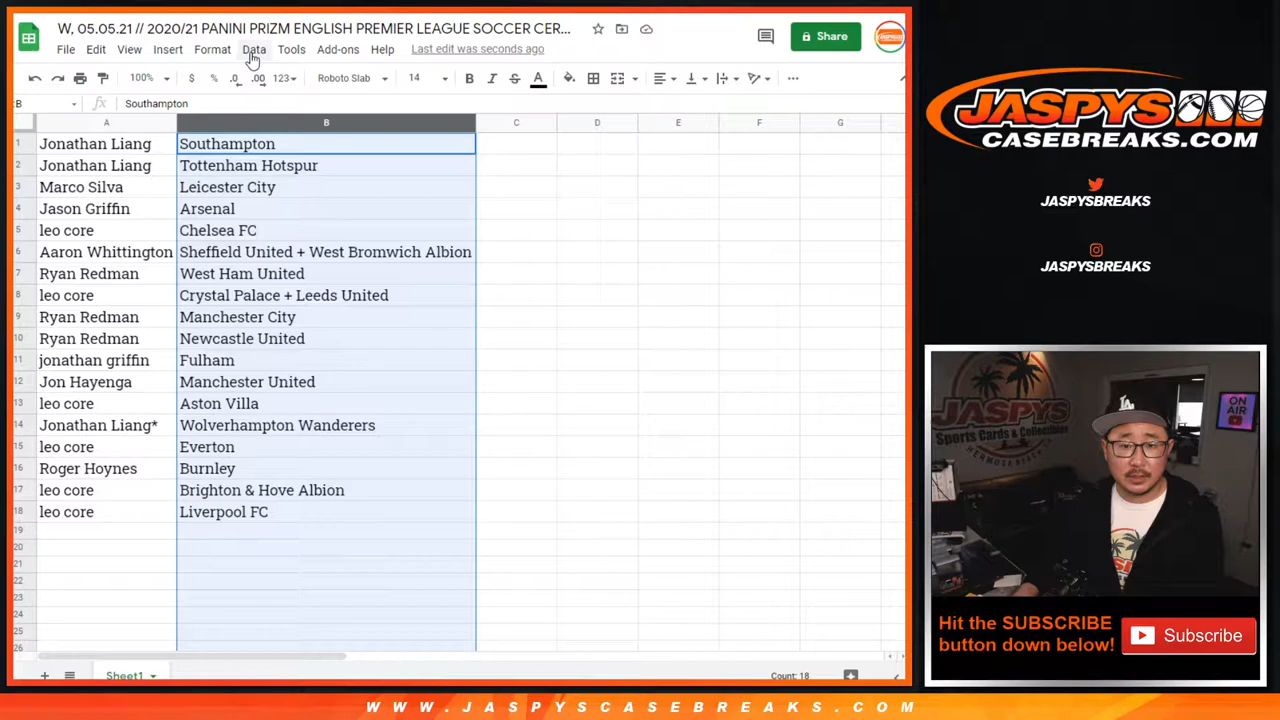 W, 05.05.21 // 2020/21 PANINI PRIZM ENGLISH PREMIER LEAGUE SOCCER CER...
Share
File Edit View Insert Format Data Tools Add-ons Help Last edit was seconds ago
100% $ % .0 .00 123 Roboto Slab 14 B I S A
:B fx Southampton
A B C D E F G
1 Jonathan Liang Southampton
2 Jonathan Liang Tottenham Hotspur
3 Marco Silva Leicester City
4 Jason Griffin Arsenal
5 leo core Chelsea FC
6 Aaron Whittington Sheffield United + West Bromwich Albion
7 Ryan Redman West Ham United
8 leo core Crystal Palace + Leeds United
9 Ryan Redman Manchester City
10 Ryan Redman Newcastle United
11 jonathan griffin Fulham
12 Jon Hayenga Manchester United
13 leo core Aston Villa
14 Jonathan Liang* Wolverhampton Wanderers
15 leo core Everton
16 Roger Hoynes Burnley
17 leo core Brighton & Hove Albion
18 leo core Liverpool FC
19
20
21
22
23
24
25
26
Sheet1
Count: 18
JASPYS
CASEBREAKS.COM
JASPYSBREAKS
JASPYSBREAKS
JASPYS
Sports Cards & Collectibles
HERMOSA BEACH
LA
ON
AIR
Hit the SUBSCRIBE
button down below!
Subscribe
WWW.JASPYSCASEBREAKS.COM